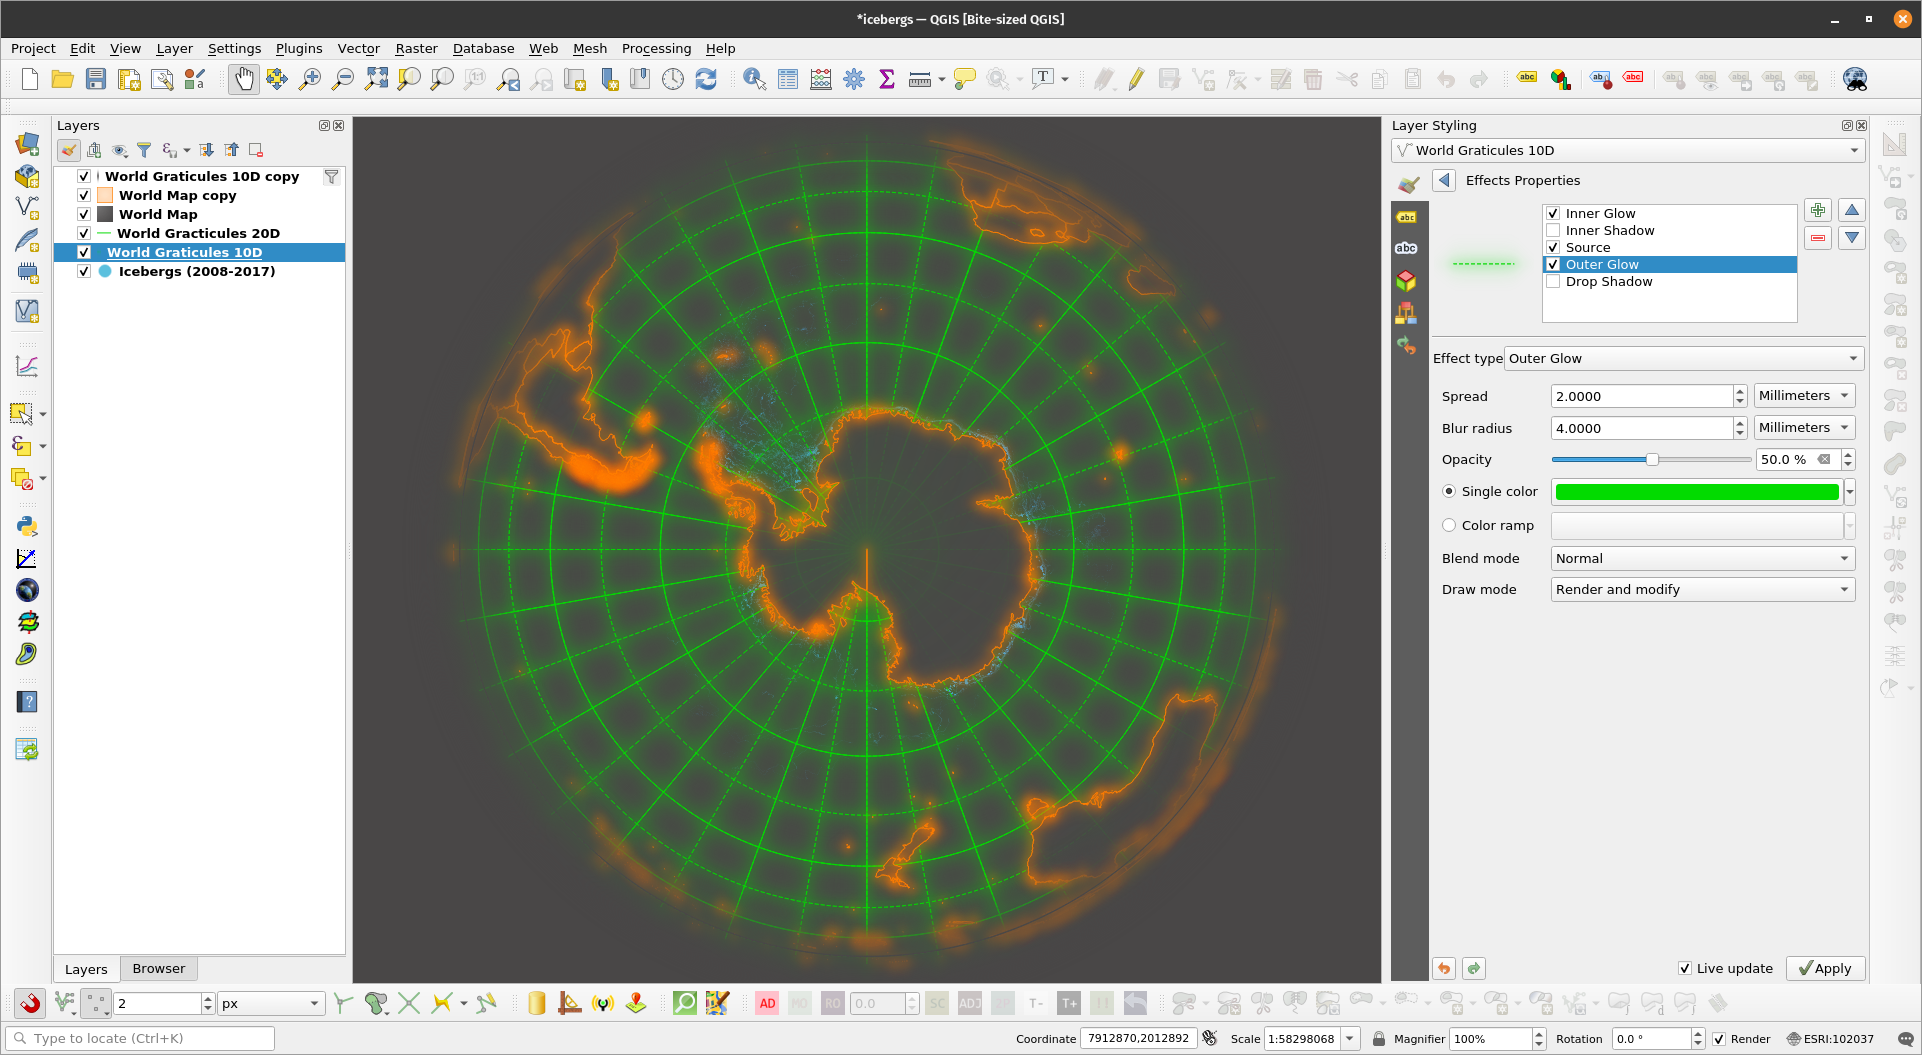 *icebergs — QGIS [Bite-sized QGIS]
Project Edit View Layer Settings Plugins Vector Raster Database Web Mesh Processing Help
Layers
World Graticules 10D copy
World Map copy
World Map
World Gracticules 20D
World Graticules 10D
Icebergs (2008-2017)
Layers Browser
Layer Styling
World Graticules 10D
Effects Properties
Inner Glow
Inner Shadow
Source
Outer Glow
Drop Shadow
Effect type Outer Glow
Spread 2.0000 Millimeters
Blur radius 4.0000 Millimeters
Opacity 50.0 %
Single color
Color ramp
Blend mode Normal
Draw mode Render and modify
Live update Apply
2 px AD MO RO 0.0 SC ADJ T- T+
Type to locate (Ctrl+K) Coordinate 7912870,2012892 Scale 1:58298068 Magnifier 100% Rotation 0.0 ° Render ESRI:102037